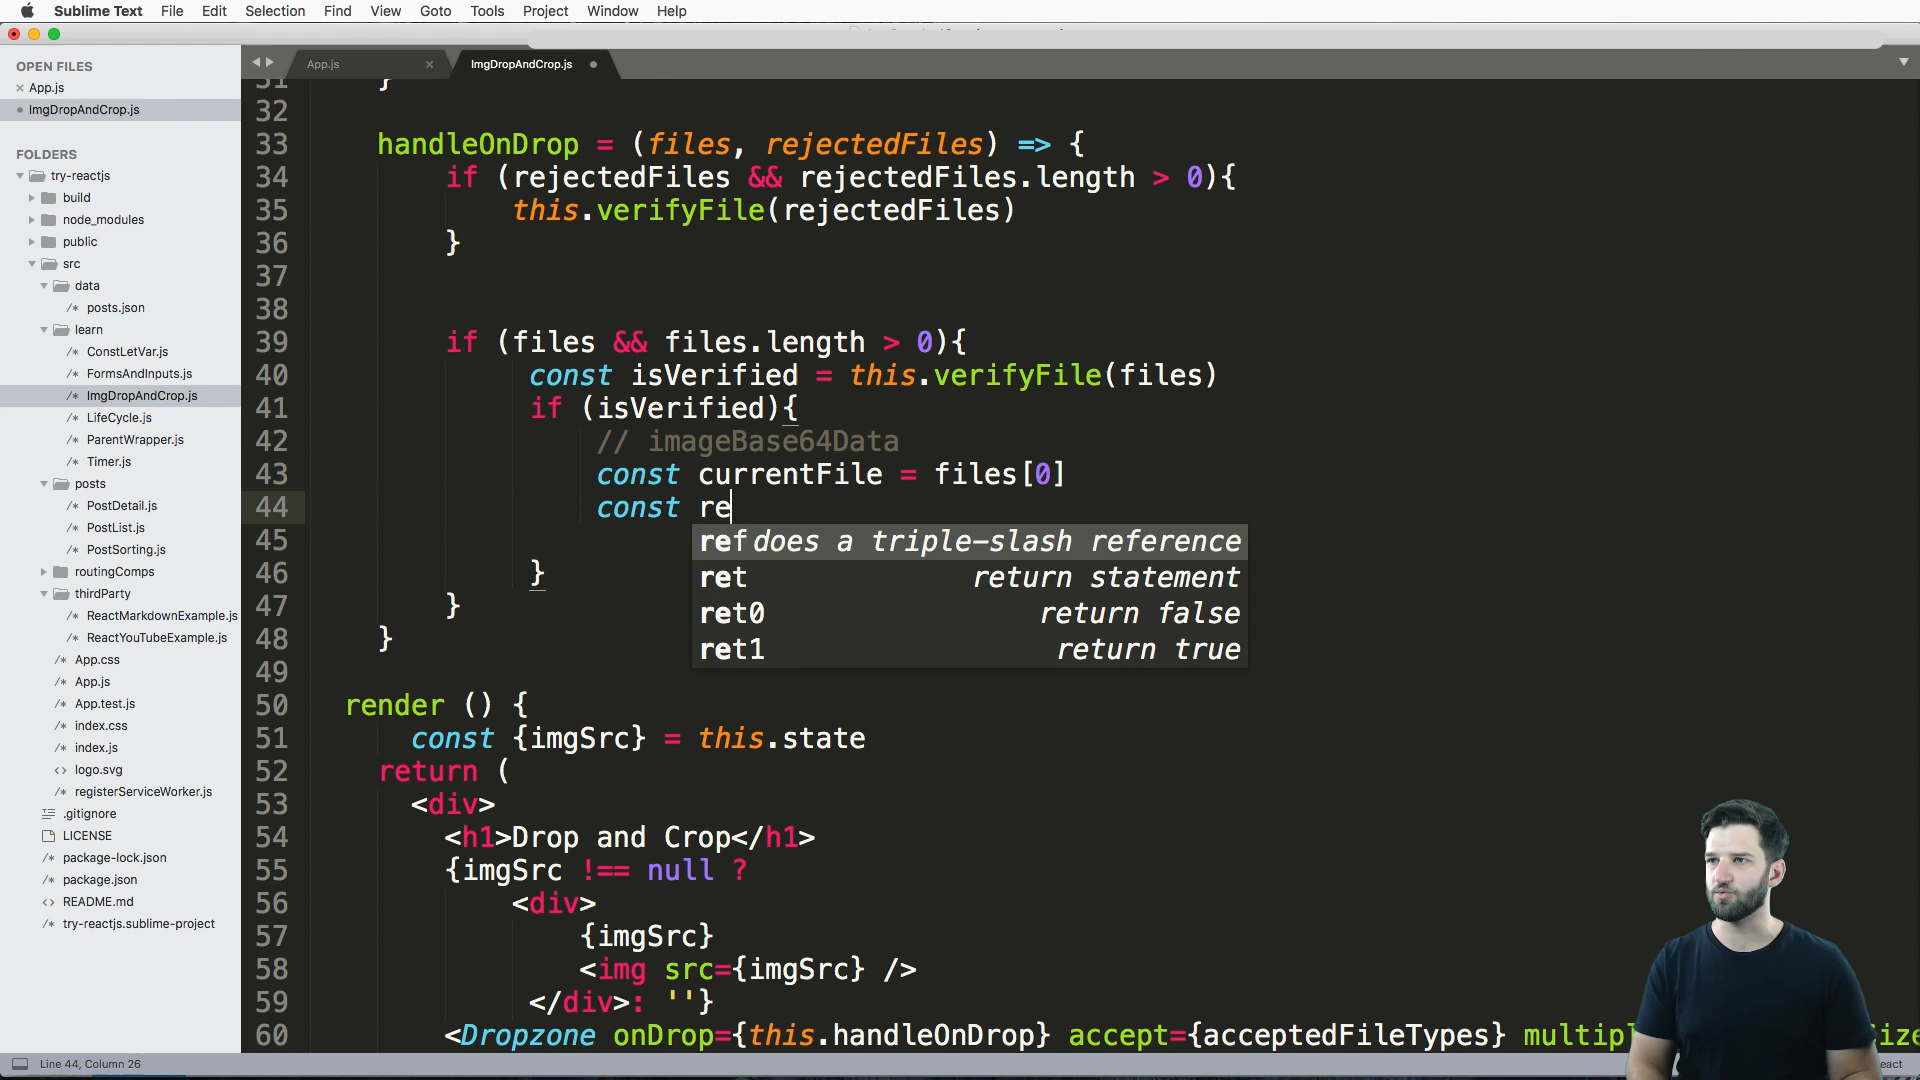 Sublime Text File Edit Selection Find View Goto Tools Project Window Help
OPEN FILES
App.js
ImgDropAndCrop.js
FOLDERS
try-reactjs
build
node_modules
public
src
data
posts.json
learn
ConstLetVar.js
FormsAndInputs.js
ImgDropAndCrop.js
LifeCycle.js
ParentWrapper.js
Timer.js
posts
PostDetail.js
PostList.js
PostSorting.js
routingComps
thirdParty
ReactMarkdownExample.js
ReactYouTubeExample.js
App.css
App.js
App.test.js
index.css
index.js
logo.svg
registerServiceWorker.js
.gitignore
LICENSE
package-lock.json
package.json
README.md
try-reactjs.sublime-project
App.js ImgDropAndCrop.js
31 }
32
33 handleOnDrop = (files, rejectedFiles) => {
34 if (rejectedFiles && rejectedFiles.length > 0){
35 this.verifyFile(rejectedFiles)
36 }
37
38
39 if (files && files.length > 0){
40 const isVerified = this.verifyFile(files)
41 if (isVerified){
42 // imageBase64Data
43 const currentFile = files[0]
44 const re
ref does a triple-slash reference
ret return statement
ret0 return false
ret1 return true
45
46 }
47 }
48 }
49
50 render () {
51 const {imgSrc} = this.state
52 return (
53 <div>
54 <h1>Drop and Crop</h1>
55 {imgSrc !== null ?
56 <div>
57 {imgSrc}
58 <img src={imgSrc} />
59 </div>: ''}
60 <Dropzone onDrop={this.handleOnDrop} accept={acceptedFileTypes}
Line 44, Column 26